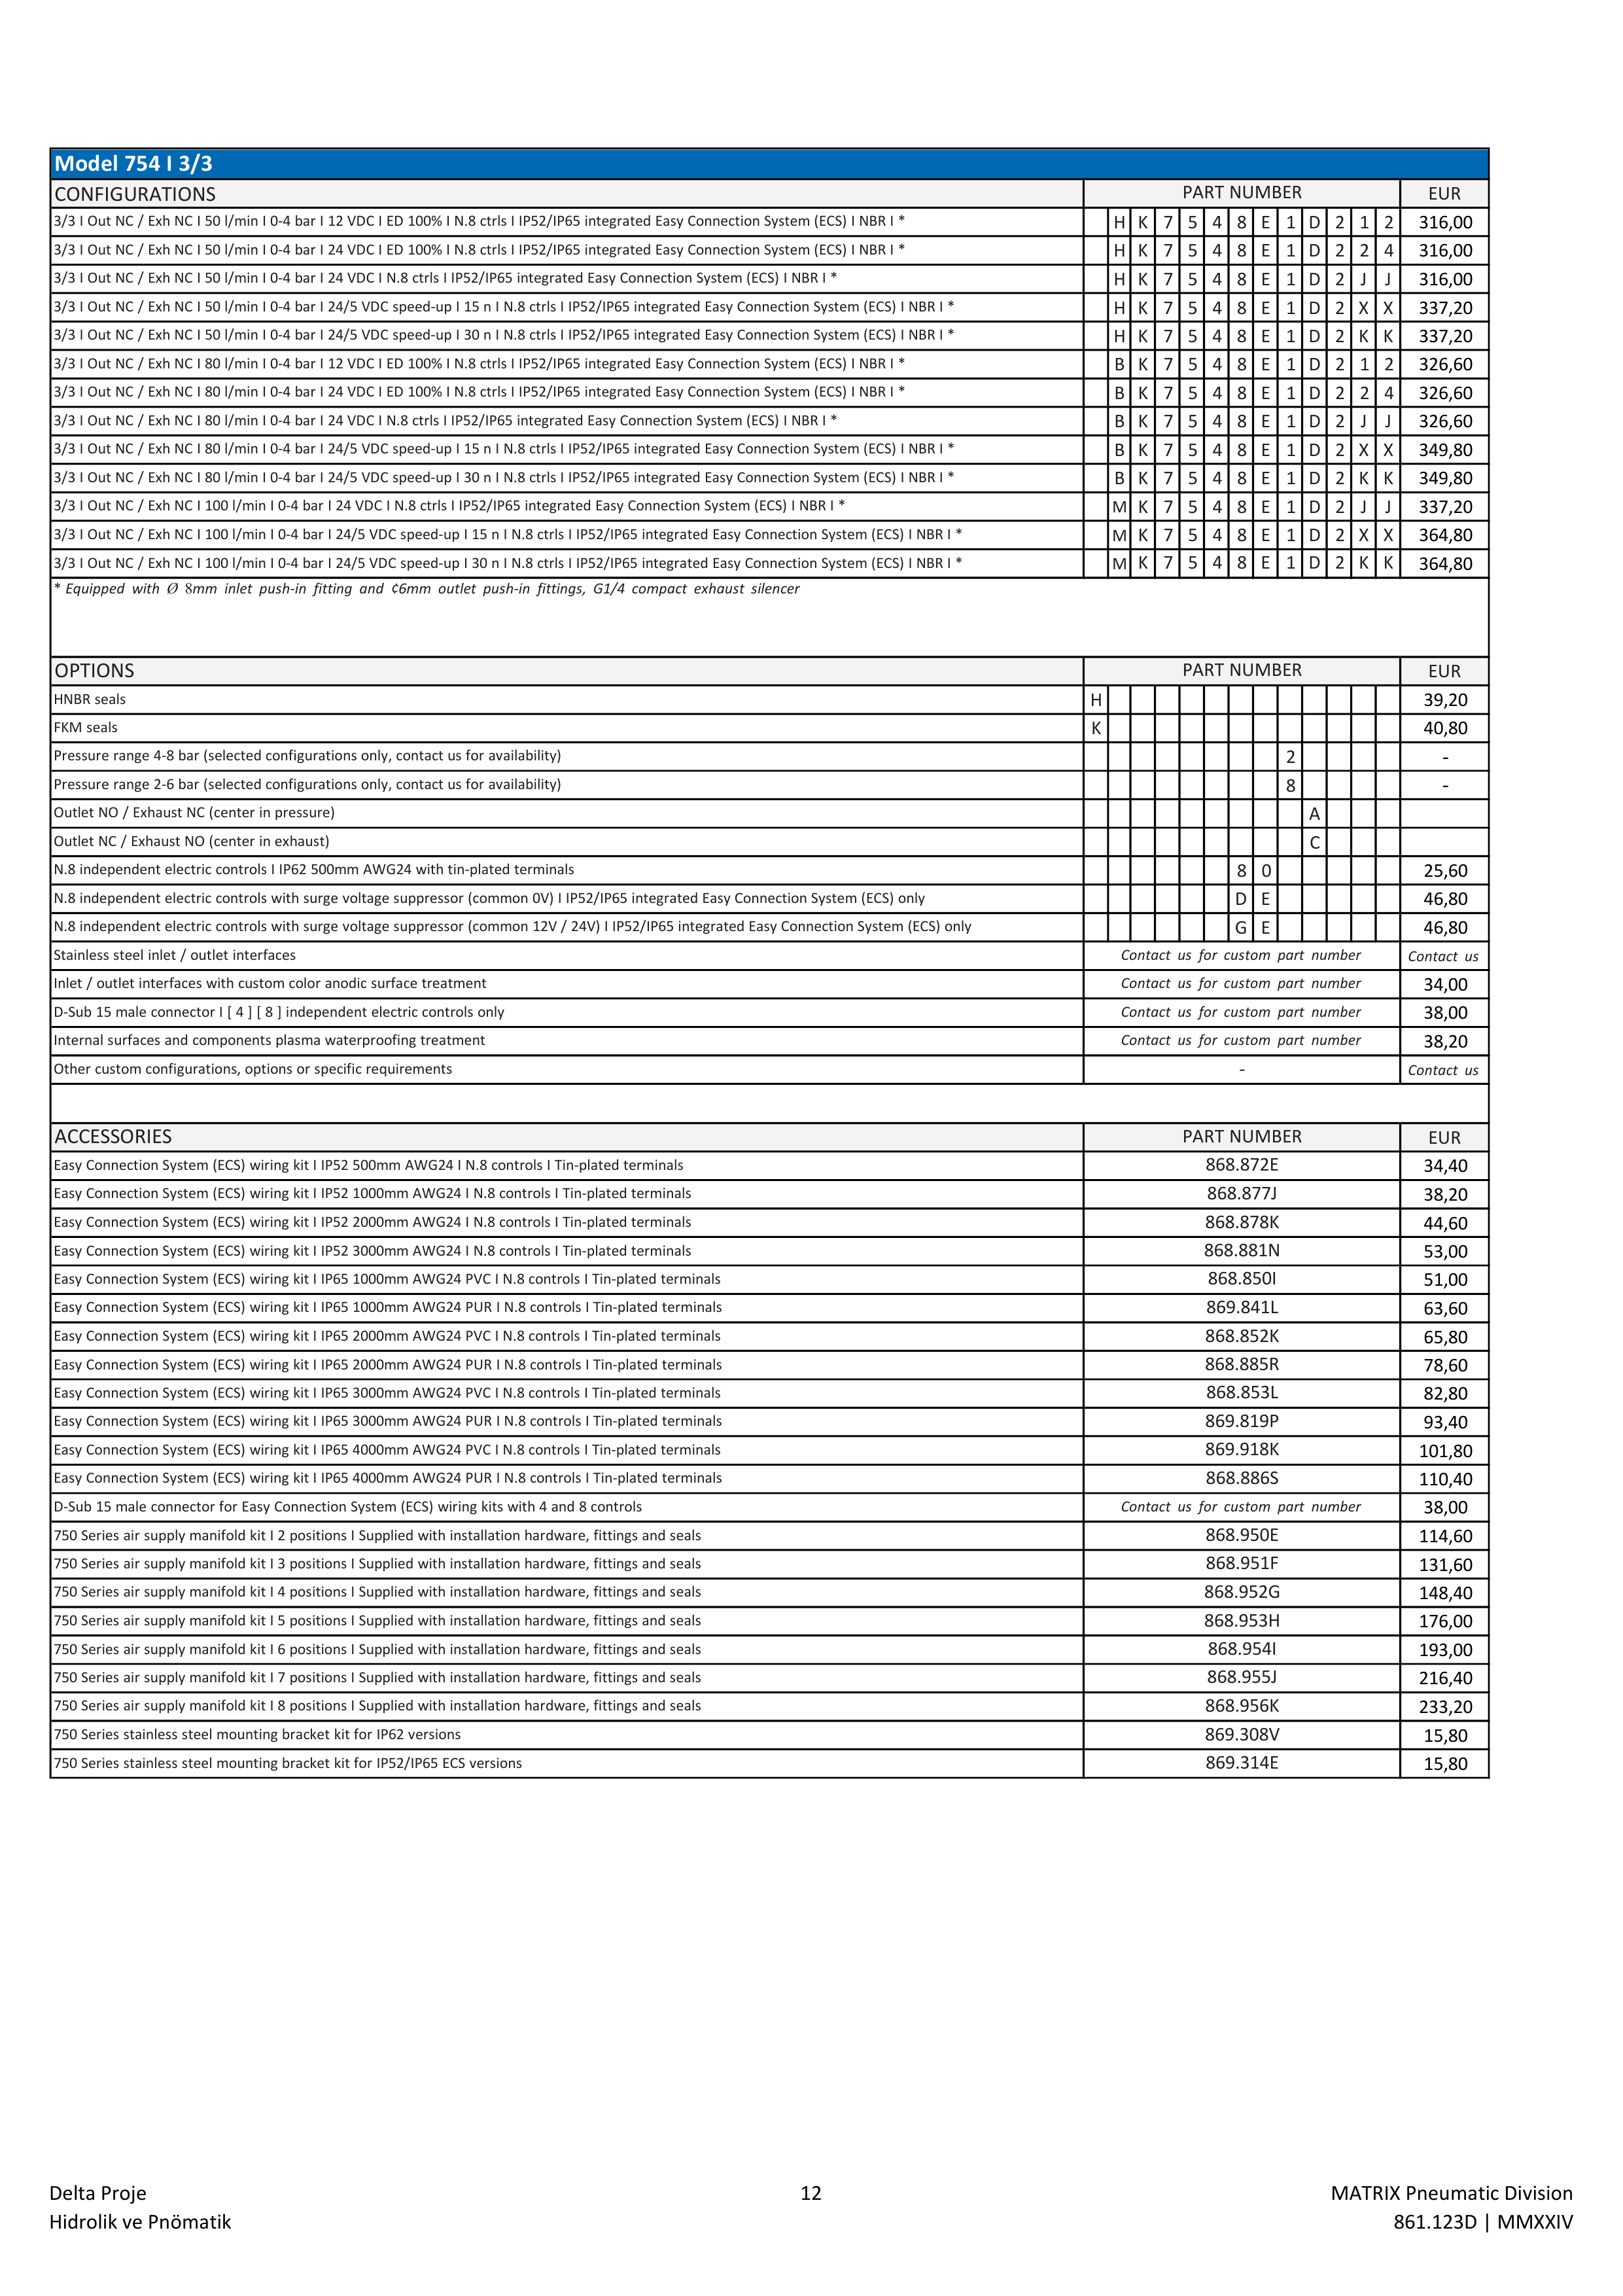 Model 754 I 3/3
CONFIGURATIONS PART NUMBER EUR
3/3 I Out NC / Exh NC I 50 l/min I 0-4 bar I 12 VDC I ED 100% I N.8 ctrls I IP52/IP65 integrated Easy Connection System (ECS) I NBR I * H K 7 5 4 8 E 1 D 2 1 2 316,00
3/3 I Out NC / Exh NC I 50 l/min I 0-4 bar I 24 VDC I ED 100% I N.8 ctrls I IP52/IP65 integrated Easy Connection System (ECS) I NBR I * H K 7 5 4 8 E 1 D 2 2 4 316,00
3/3 I Out NC / Exh NC I 50 l/min I 0-4 bar I 24 VDC I N.8 ctrls I IP52/IP65 integrated Easy Connection System (ECS) I NBR I * H K 7 5 4 8 E 1 D 2 J J 316,00
3/3 I Out NC / Exh NC I 50 l/min I 0-4 bar I 24/5 VDC speed-up I 15 n I N.8 ctrls I IP52/IP65 integrated Easy Connection System (ECS) I NBR I * H K 7 5 4 8 E 1 D 2 X X 337,20
3/3 I Out NC / Exh NC I 50 l/min I 0-4 bar I 24/5 VDC speed-up I 30 n I N.8 ctrls I IP52/IP65 integrated Easy Connection System (ECS) I NBR I * H K 7 5 4 8 E 1 D 2 K K 337,20
3/3 I Out NC / Exh NC I 80 l/min I 0-4 bar I 12 VDC I ED 100% I N.8 ctrls I IP52/IP65 integrated Easy Connection System (ECS) I NBR I * B K 7 5 4 8 E 1 D 2 1 2 326,60
3/3 I Out NC / Exh NC I 80 l/min I 0-4 bar I 24 VDC I ED 100% I N.8 ctrls I IP52/IP65 integrated Easy Connection System (ECS) I NBR I * B K 7 5 4 8 E 1 D 2 2 4 326,60
3/3 I Out NC / Exh NC I 80 l/min I 0-4 bar I 24 VDC I N.8 ctrls I IP52/IP65 integrated Easy Connection System (ECS) I NBR I * B K 7 5 4 8 E 1 D 2 J J 326,60
3/3 I Out NC / Exh NC I 80 l/min I 0-4 bar I 24/5 VDC speed-up I 15 n I N.8 ctrls I IP52/IP65 integrated Easy Connection System (ECS) I NBR I * B K 7 5 4 8 E 1 D 2 X X 349,80
3/3 I Out NC / Exh NC I 80 l/min I 0-4 bar I 24/5 VDC speed-up I 30 n I N.8 ctrls I IP52/IP65 integrated Easy Connection System (ECS) I NBR I * B K 7 5 4 8 E 1 D 2 K K 349,80
3/3 I Out NC / Exh NC I 100 l/min I 0-4 bar I 24 VDC I N.8 ctrls I IP52/IP65 integrated Easy Connection System (ECS) I NBR I * M K 7 5 4 8 E 1 D 2 J J 337,20
3/3 I Out NC / Exh NC I 100 l/min I 0-4 bar I 24/5 VDC speed-up I 15 n I N.8 ctrls I IP52/IP65 integrated Easy Connection System (ECS) I NBR I * M K 7 5 4 8 E 1 D 2 X X 364,80
3/3 I Out NC / Exh NC I 100 l/min I 0-4 bar I 24/5 VDC speed-up I 30 n I N.8 ctrls I IP52/IP65 integrated Easy Connection System (ECS) I NBR I * M K 7 5 4 8 E 1 D 2 K K 364,80
* Equipped with Ø 8mm inlet push-in fitting and ¢6mm outlet push-in fittings, G1/4 compact exhaust silencer
OPTIONS PART NUMBER EUR
HNBR seals H 39,20
FKM seals K 40,80
Pressure range 4-8 bar (selected configurations only, contact us for availability) 2 -
Pressure range 2-6 bar (selected configurations only, contact us for availability) 8 -
Outlet NO / Exhaust NC (center in pressure) A
Outlet NC / Exhaust NO (center in exhaust) C
N.8 independent electric controls I IP62 500mm AWG24 with tin-plated terminals 8 0 25,60
N.8 independent electric controls with surge voltage suppressor (common 0V) I IP52/IP65 integrated Easy Connection System (ECS) only D E 46,80
N.8 independent electric controls with surge voltage suppressor (common 12V / 24V) I IP52/IP65 integrated Easy Connection System (ECS) only G E 46,80
Stainless steel inlet / outlet interfaces Contact us for custom part number Contact us
Inlet / outlet interfaces with custom color anodic surface treatment Contact us for custom part number 34,00
D-Sub 15 male connector I [ 4 ] [ 8 ] independent electric controls only Contact us for custom part number 38,00
Internal surfaces and components plasma waterproofing treatment Contact us for custom part number 38,20
Other custom configurations, options or specific requirements - Contact us
ACCESSORIES PART NUMBER EUR
Easy Connection System (ECS) wiring kit I IP52 500mm AWG24 I N.8 controls I Tin-plated terminals 868.872E 34,40
Easy Connection System (ECS) wiring kit I IP52 1000mm AWG24 I N.8 controls I Tin-plated terminals 868.877J 38,20
Easy Connection System (ECS) wiring kit I IP52 2000mm AWG24 I N.8 controls I Tin-plated terminals 868.878K 44,60
Easy Connection System (ECS) wiring kit I IP52 3000mm AWG24 I N.8 controls I Tin-plated terminals 868.881N 53,00
Easy Connection System (ECS) wiring kit I IP65 1000mm AWG24 PVC I N.8 controls I Tin-plated terminals 868.850I 51,00
Easy Connection System (ECS) wiring kit I IP65 1000mm AWG24 PUR I N.8 controls I Tin-plated terminals 869.841L 63,60
Easy Connection System (ECS) wiring kit I IP65 2000mm AWG24 PVC I N.8 controls I Tin-plated terminals 868.852K 65,80
Easy Connection System (ECS) wiring kit I IP65 2000mm AWG24 PUR I N.8 controls I Tin-plated terminals 868.885R 78,60
Easy Connection System (ECS) wiring kit I IP65 3000mm AWG24 PVC I N.8 controls I Tin-plated terminals 868.853L 82,80
Easy Connection System (ECS) wiring kit I IP65 3000mm AWG24 PUR I N.8 controls I Tin-plated terminals 869.819P 93,40
Easy Connection System (ECS) wiring kit I IP65 4000mm AWG24 PVC I N.8 controls I Tin-plated terminals 869.918K 101,80
Easy Connection System (ECS) wiring kit I IP65 4000mm AWG24 PUR I N.8 controls I Tin-plated terminals 868.886S 110,40
D-Sub 15 male connector for Easy Connection System (ECS) wiring kits with 4 and 8 controls Contact us for custom part number 38,00
750 Series air supply manifold kit I 2 positions I Supplied with installation hardware, fittings and seals 868.950E 114,60
750 Series air supply manifold kit I 3 positions I Supplied with installation hardware, fittings and seals 868.951F 131,60
750 Series air supply manifold kit I 4 positions I Supplied with installation hardware, fittings and seals 868.952G 148,40
750 Series air supply manifold kit I 5 positions I Supplied with installation hardware, fittings and seals 868.953H 176,00
750 Series air supply manifold kit I 6 positions I Supplied with installation hardware, fittings and seals 868.954I 193,00
750 Series air supply manifold kit I 7 positions I Supplied with installation hardware, fittings and seals 868.955J 216,40
750 Series air supply manifold kit I 8 positions I Supplied with installation hardware, fittings and seals 868.956K 233,20
750 Series stainless steel mounting bracket kit for IP62 versions 869.308V 15,80
750 Series stainless steel mounting bracket kit for IP52/IP65 ECS versions 869.314E 15,80
Delta Proje 12 MATRIX Pneumatic Division
Hidrolik ve Pnömatik 861.123D | MMXXIV